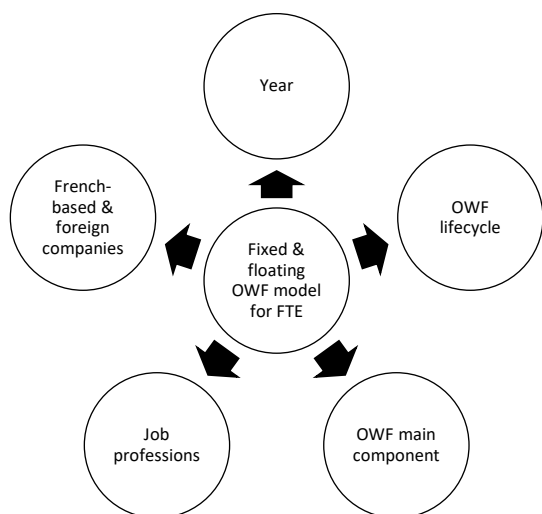 Year
French-
based &
foreign
companies
OWF
lifecycle
Fixed &
floating
OWF model
for FTE
Job
professions
OWF main
component